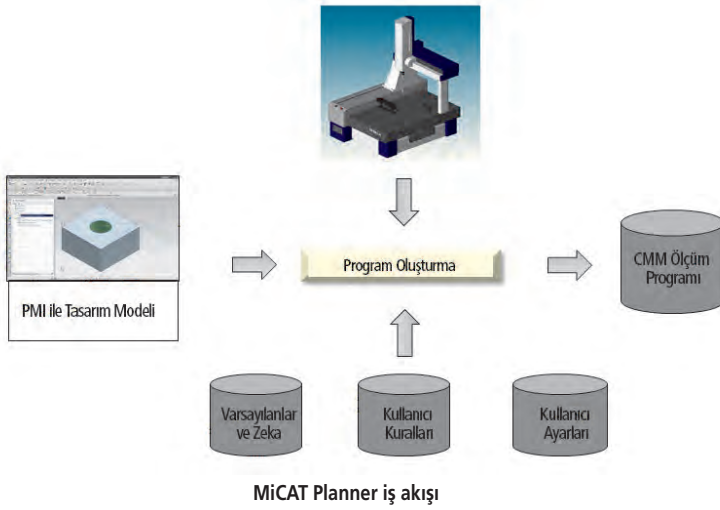 PMI ile Tasarım Modeli
Program Oluşturma
CMM Ölçüm
Programı
Varsayılanlar
ve Zeka
Kullanıcı
Kuralları
Kullanıcı
Ayarları
MiCAT Planner iş akışı